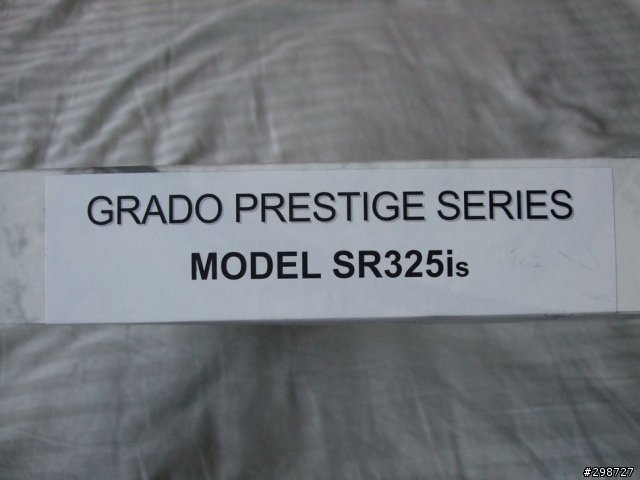 GRADO PRESTIGE SERIES
MODEL SR325is
#298727